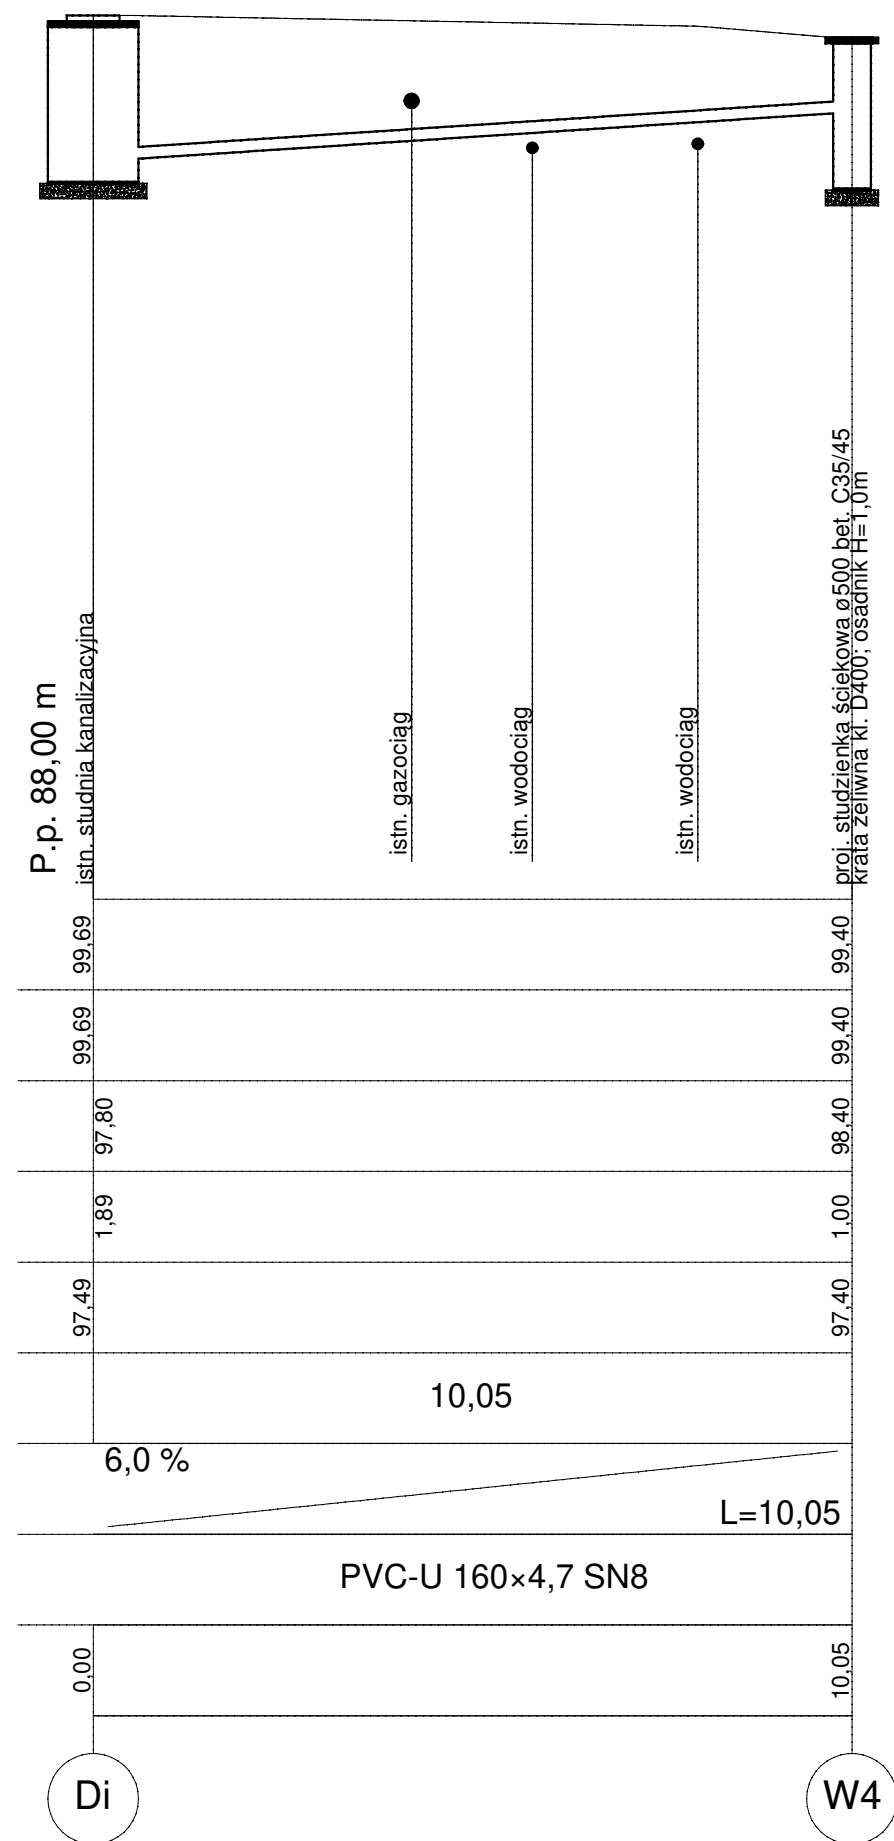 P.p. 88,00 m
istn. studnia kanalizacyjna
istn. gazociąg
istn. wodociąg
istn. wodociąg
proj. studzienka ściekowa ø500 bet. C35/45
krata żeliwna kl. D400; osadnik H=1,0m
99,69
99,40
99,69
99,40
97,80
98,40
1,89
1,00
97,49
97,40
10,05
6,0 %
L=10,05
PVC-U 160×4,7 SN8
0,00
10,05
Di
W4